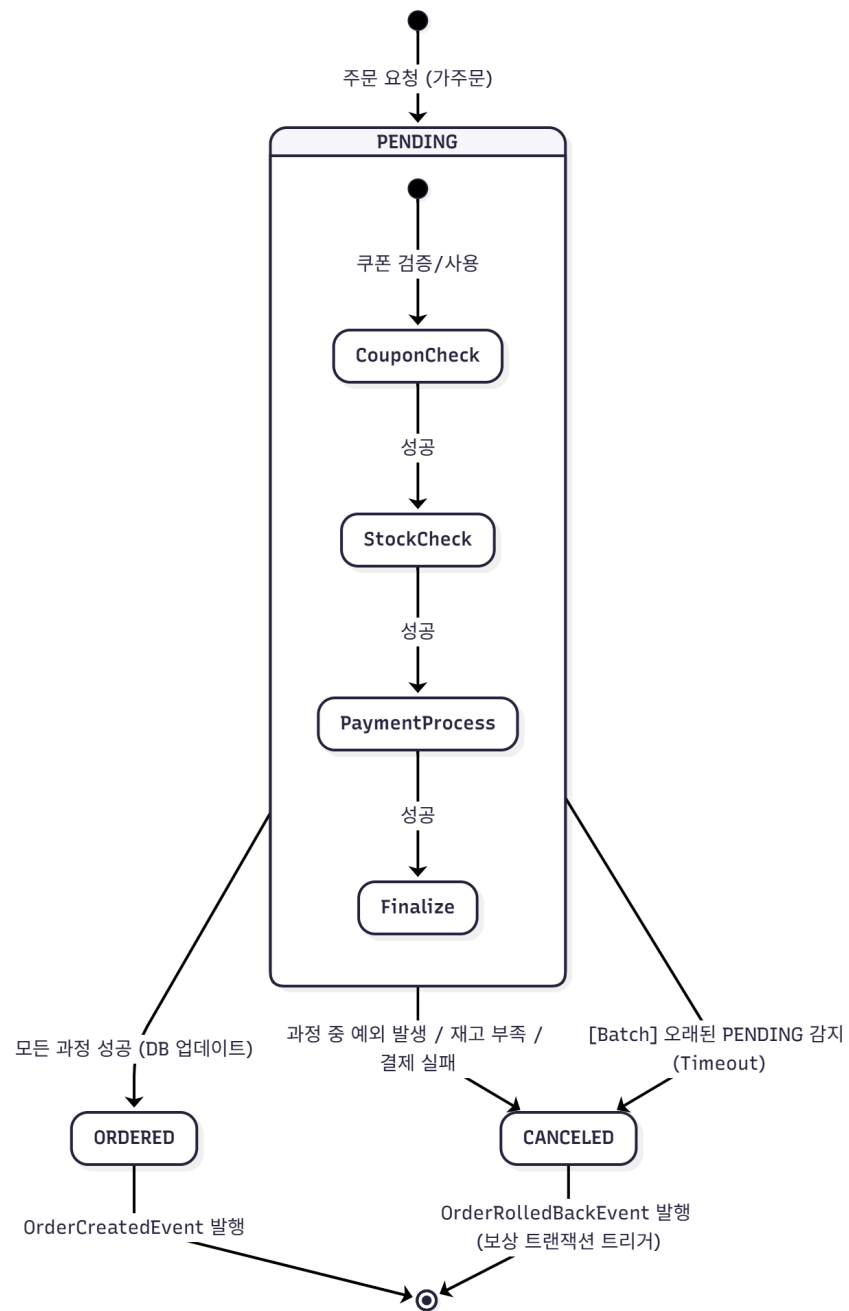 주문 요청 (가주문)
PENDING
쿠폰 검증/사용
CouponCheck
성공
StockCheck
성공
PaymentProcess
성공
Finalize
모든 과정 성공 (DB 업데이트)
과정 중 예외 발생 / 재고 부족 /
결제 실패
[Batch] 오래된 PENDING 감지
(Timeout)
ORDERED
CANCELED
OrderCreatedEvent 발행
OrderRolledBackEvent 발행
(보상 트랜잭션 트리거)